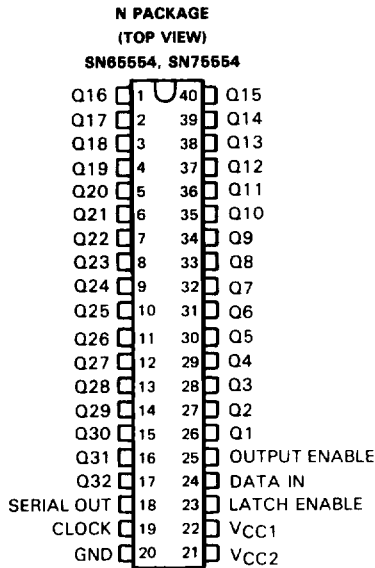 N PACKAGE
(TOP VIEW)
SN65554, SN75554
Q16 1 40 Q15
Q17 2 39 Q14
Q18 3 38 Q13
Q19 4 37 Q12
Q20 5 36 Q11
Q21 6 35 Q10
Q22 7 34 Q9
Q23 8 33 Q8
Q24 9 32 Q7
Q25 10 31 Q6
Q26 11 30 Q5
Q27 12 29 Q4
Q28 13 28 Q3
Q29 14 27 Q2
Q30 15 26 Q1
Q31 16 25 OUTPUT ENABLE
Q32 17 24 DATA IN
SERIAL OUT 18 23 LATCH ENABLE
CLOCK 19 22 VCC1
GND 20 21 VCC2